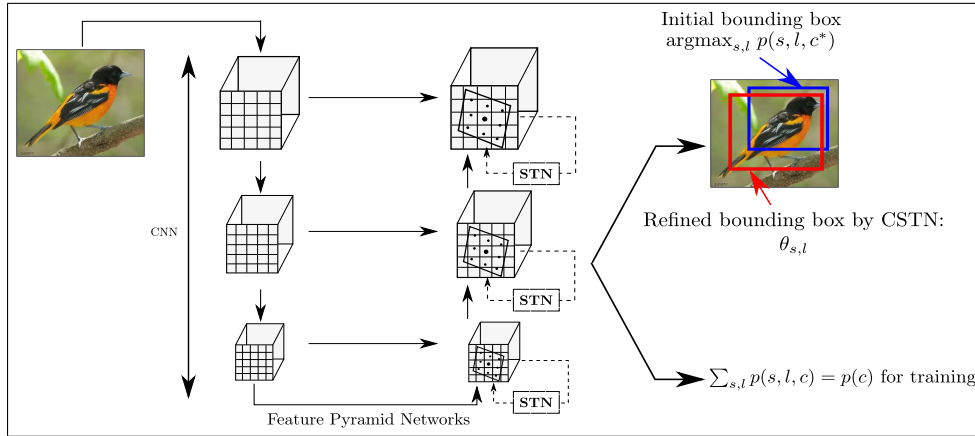 Initial bounding box
argmax_{s,l} p(s, l, c*)
STN
Refined bounding box by CSTN:
θ_{s,l}
CNN
STN
∑_{s,l} p(s, l, c) = p(c) for training
STN
Feature Pyramid Networks